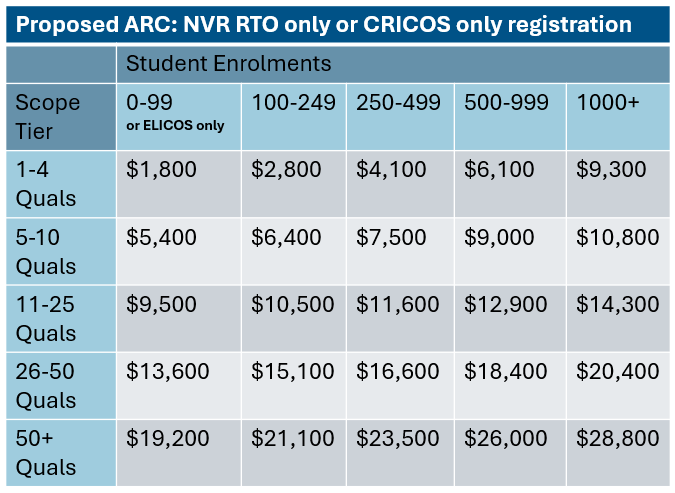 Proposed ARC: NVR RTO only or CRICOS only registration
Student Enrolments
Scope Tier 0-99 or ELICOS only 100-249 250-499 500-999 1000+
1-4 Quals $1,800 $2,800 $4,100 $6,100 $9,300
5-10 Quals $5,400 $6,400 $7,500 $9,000 $10,800
11-25 Quals $9,500 $10,500 $11,600 $12,900 $14,300
26-50 Quals $13,600 $15,100 $16,600 $18,400 $20,400
50+ Quals $19,200 $21,100 $23,500 $26,000 $28,800